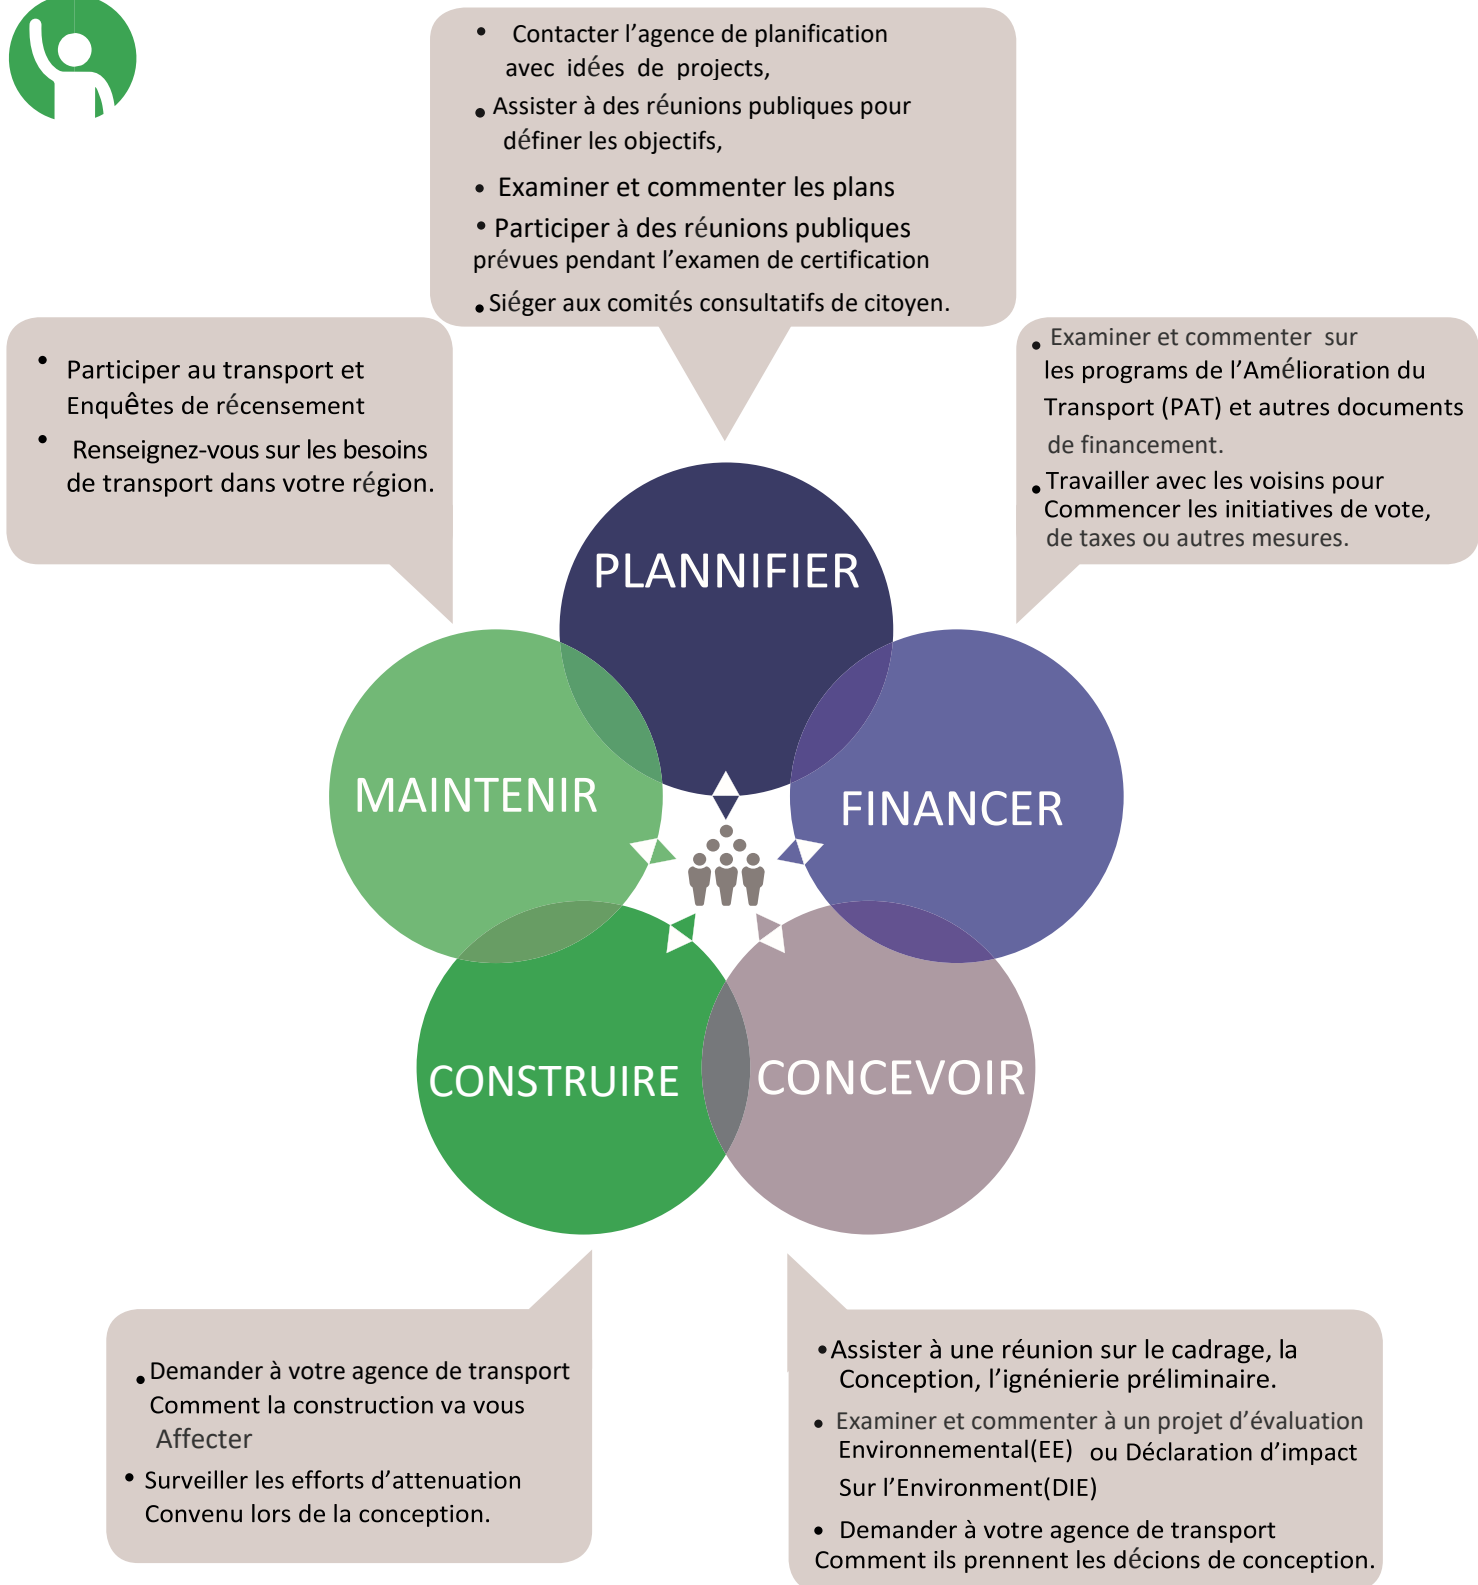 • Contacter l’agence de planification
avec idées de projects,
• Assister à des réunions publiques pour
définer les objectifs,
• Examiner et commenter les plans
• Participer à des réunions publiques
prévues pendant l’examen de certification
• Siéger aux comités consultatifs de citoyen.
• Participer au transport et
Enquêtes de récensement
• Renseignez-vous sur les besoins
de transport dans votre région.
• Examiner et commenter sur
les programs de l’Amélioration du
Transport (PAT) et autres documents
de financement.
• Travailler avec les voisins pour
Commencer les initiatives de vote,
de taxes ou autres mesures.
PLANNIFIER
MAINTENIR
FINANCER
CONSTRUIRE
CONCEVOIR
• Demander à votre agence de transport
Comment la construction va vous
Affecter
• Surveiller les efforts d’attenuation
Convenu lors de la conception.
• Assister à une réunion sur le cadrage, la
Conception, l’ignénierie préliminaire.
• Examiner et commenter à un projet d’évaluation
Environnemental(EE) ou Déclaration d’impact
Sur l’Environment(DIE)
• Demander à votre agence de transport
Comment ils prennent les décions de conception.